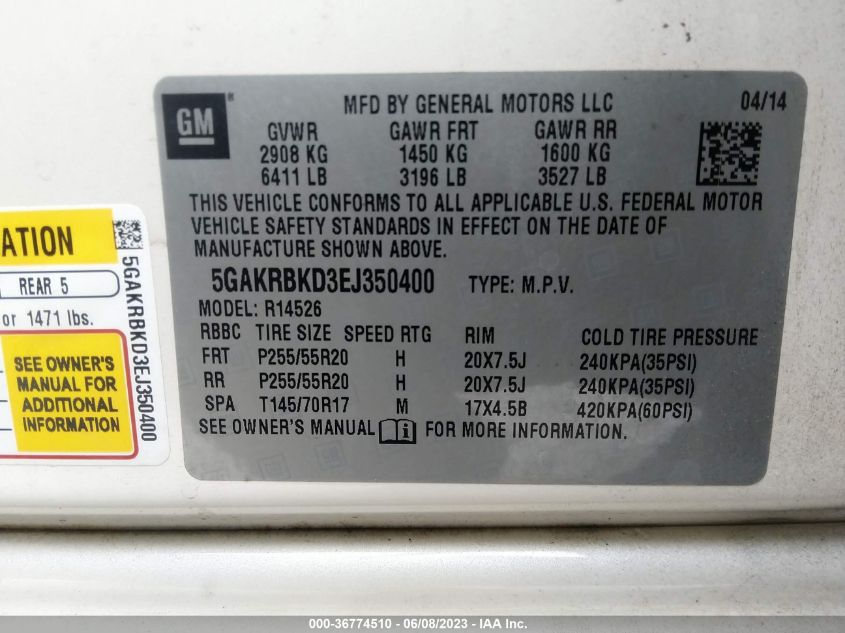 GM ®
MFD BY GENERAL MOTORS LLC 04/14
GVWR GAWR FRT GAWR RR
2908 KG 1450 KG 1600 KG
6411 LB 3196 LB 3527 LB
THIS VEHICLE CONFORMS TO ALL APPLICABLE U.S. FEDERAL MOTOR
VEHICLE SAFETY STANDARDS IN EFFECT ON THE DATE OF
MANUFACTURE SHOWN ABOVE.
5GAKRBKD3EJ350400 TYPE: M.P.V.
MODEL: R14526
RBBC TIRE SIZE SPEED RTG RIM COLD TIRE PRESSURE
FRT P255/55R20 H 20X7.5J 240KPA(35PSI)
RR P255/55R20 H 20X7.5J 240KPA(35PSI)
SPA T145/70R17 M 17X4.5B 420KPA(60PSI)
SEE OWNER'S MANUAL i FOR MORE INFORMATION.
ATION
REAR 5
or 1471 lbs.
SEE OWNER'S
MANUAL FOR
ADDITIONAL
INFORMATION
5GAKRBKD3EJ350400
000-36774510 - 06/08/2023 - IAA Inc.